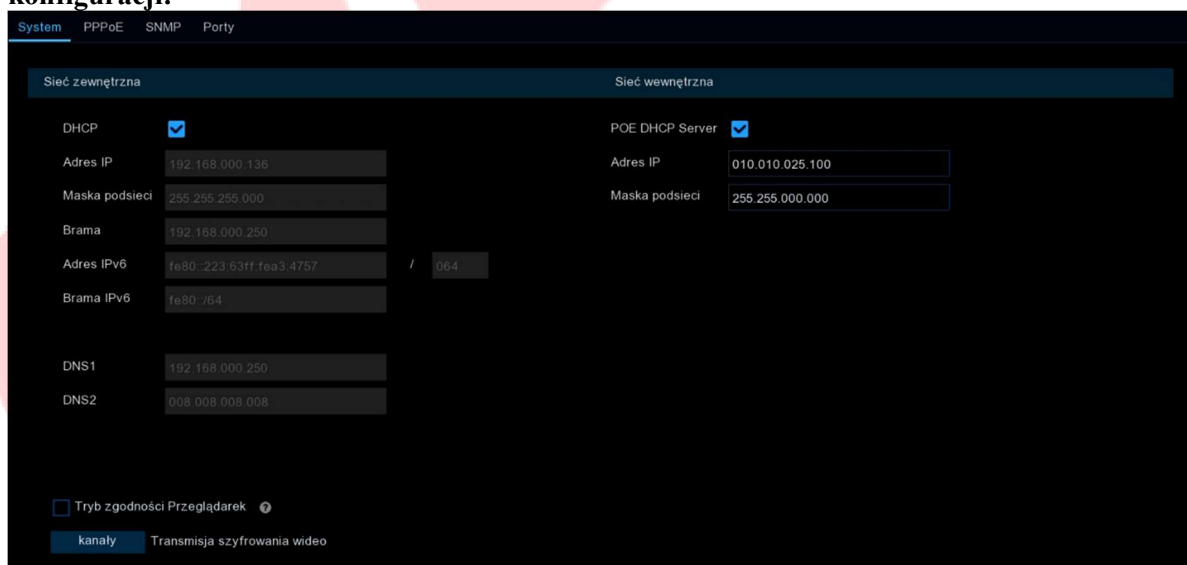 konfiguracji.
System PPPoE SNMP Porty
Sieć zewnętrzna
DHCP
Adres IP 192.168.000.136
Maska podsieci 255.255.255.000
Brama 192.168.000.250
Adres IPv6 fe80::223:63ff:fea3:4757 / 064
Brama IPv6 fe80::/64
DNS1 192.168.000.250
DNS2 008.008.008.008
Sieć wewnętrzna
POE DHCP Server
Adres IP 010.010.025.100
Maska podsieci 255.255.000.000
Tryb zgodności Przeglądarek ?
kanały Transmisja szyfrowania wideo